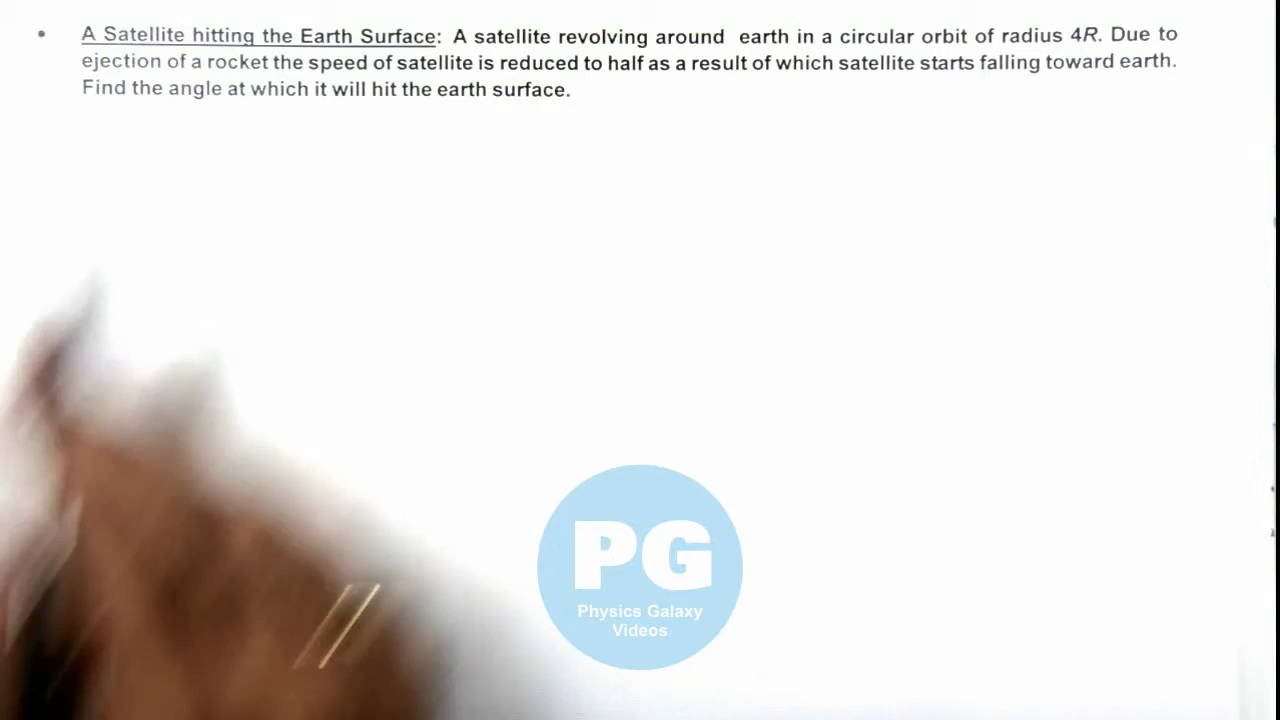 • A Satellite hitting the Earth Surface: A satellite revolving around earth in a circular orbit of radius 4R. Due to
ejection of a rocket the speed of satellite is reduced to half as a result of which satellite starts falling toward earth.
Find the angle at which it will hit the earth surface.
PG
Physics Galaxy
Videos